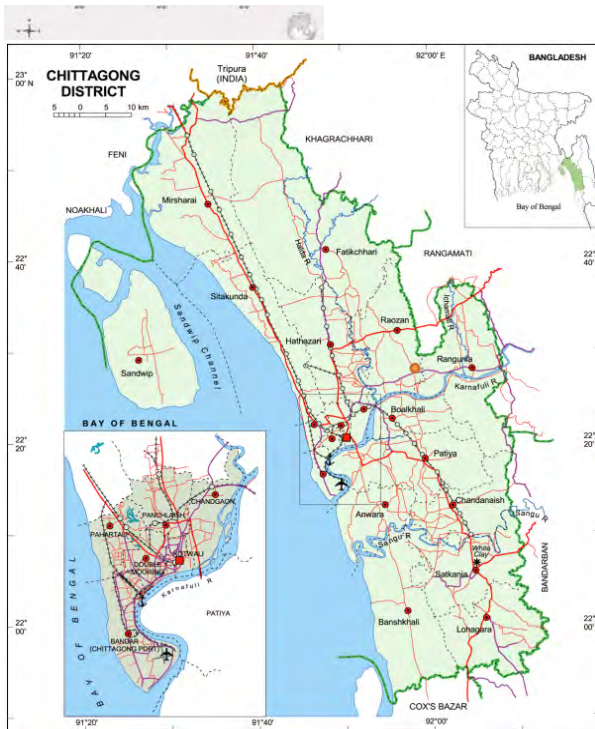 91°20'
91°40'
92°00' E
23°
00' N
CHITTAGONG
DISTRICT
5 0 5 10 km
Tripura
(INDIA)
BANGLADESH
Bay of Bengal
KHAGRACHHARI
FENI
NOAKHALI
Mirsharai
Halda R.
Fatikchhari
RANGAMATI
22°
40'
22°
40'
Sitakunda
Ichamati R.
Raozan
Hathazari
Sandwip Channel
Sandwip
Rangunia
Karnafuli R.
BAY OF BENGAL
Boalkhali
22°
20'
22°
20'
Patiya
CHANDGAON
PANCHLAISH
PAHARTALI
Chandanaish
Anwara
Sangu R
Sangu R
KOTWALI
DOUBLE
MOORING
White
Clay
Satkania
BANDARBAN
Karnafuli R
PATIYA
BAY OF BENGAL
Banshkhali
Lohagara
22°
00'
22°
00'
BANDAR
(CHITTAGONG PORT)
COX'S BAZAR
91°20'
91°40'
92°00'